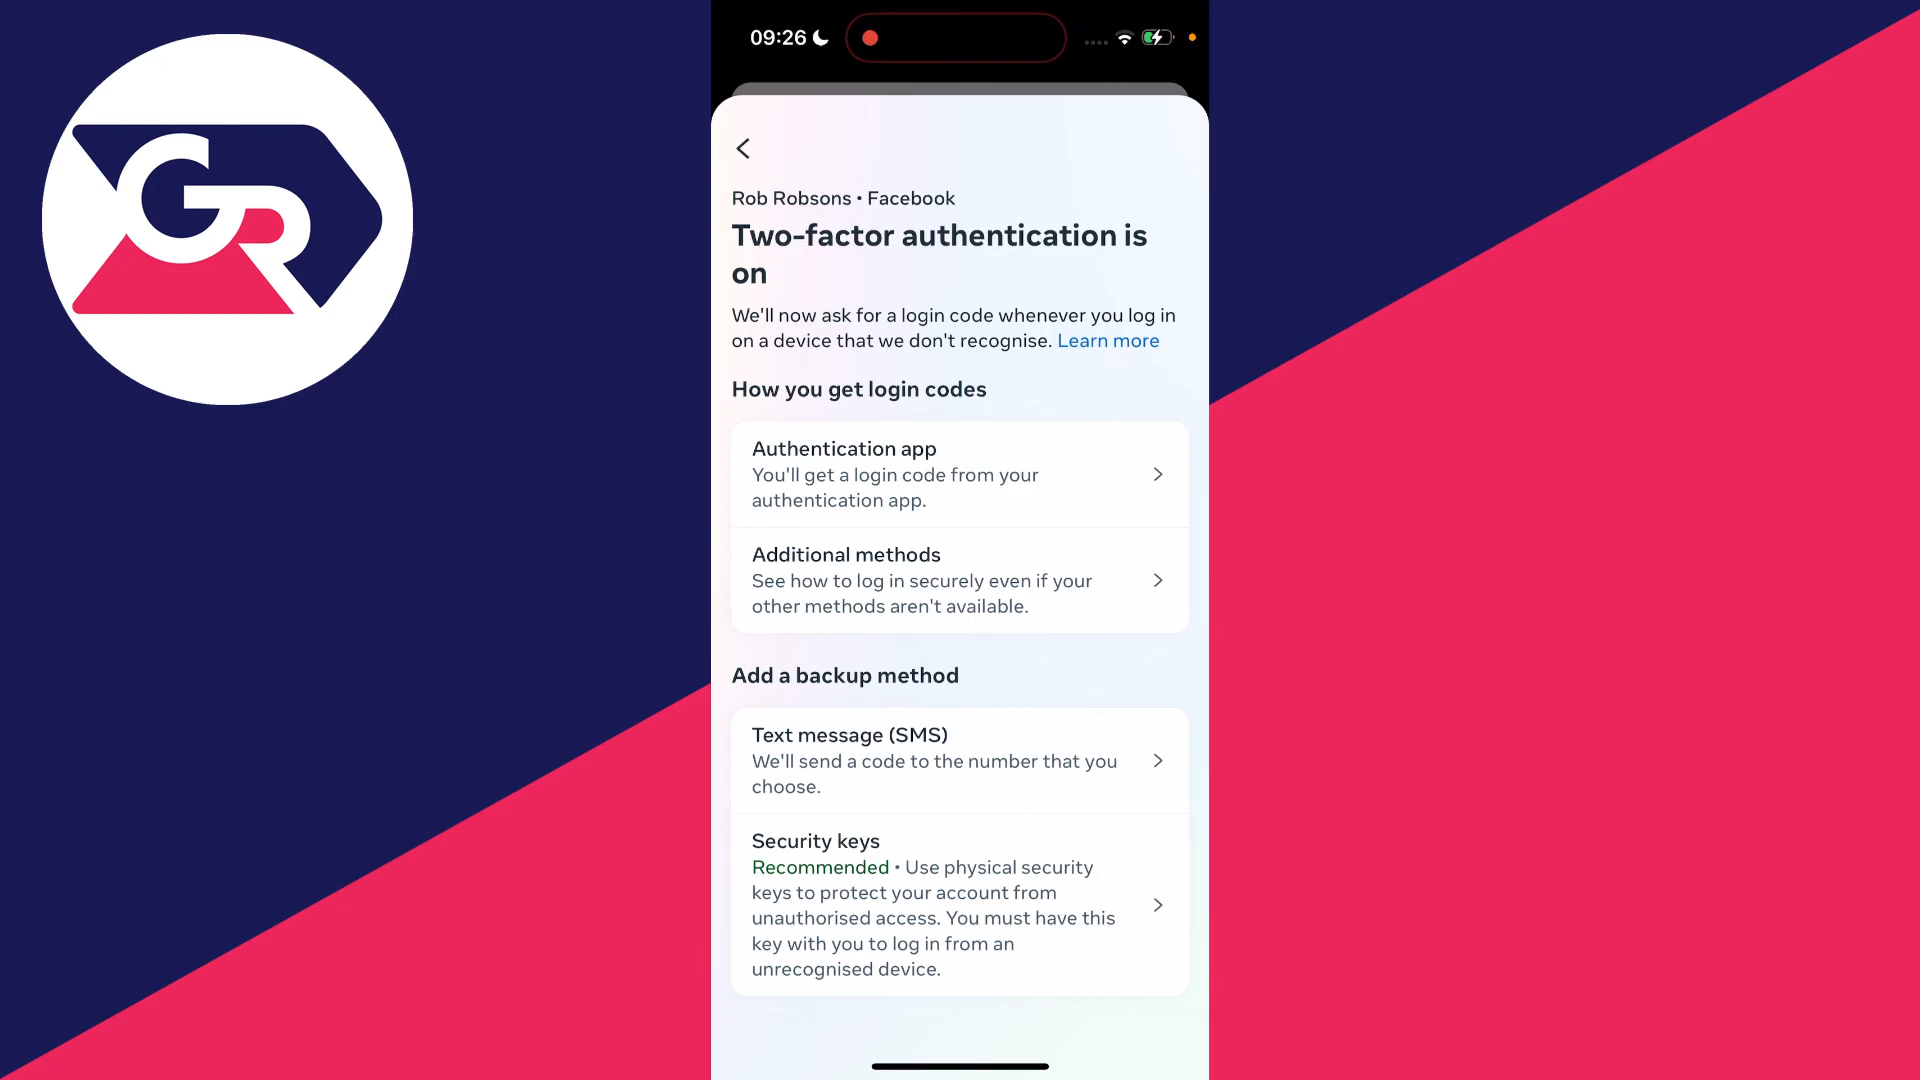 GR
09:26
Rob Robsons • Facebook
Two-factor authentication is
on
We'll now ask for a login code whenever you log in
on a device that we don't recognise. Learn more
How you get login codes
Authentication app
You'll get a login code from your
authentication app.
Additional methods
See how to log in securely even if your
other methods aren't available.
Add a backup method
Text message (SMS)
We'll send a code to the number that you
choose.
Security keys
Recommended • Use physical security
keys to protect your account from
unauthorised access. You must have this
key with you to log in from an
unrecognised device.